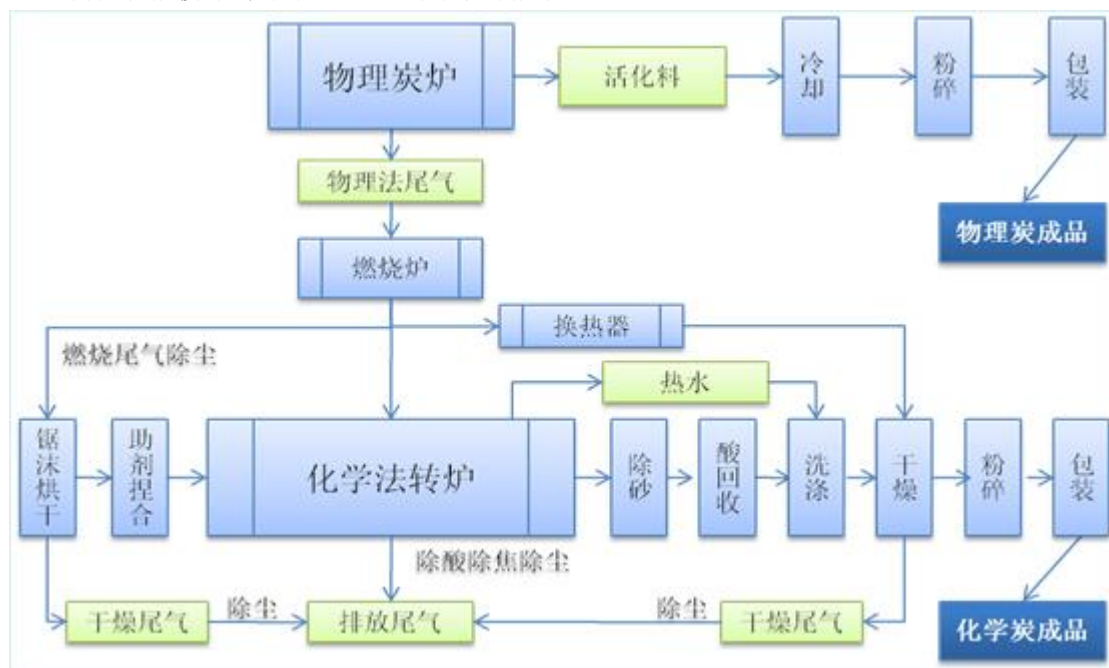 物理炭炉
活化料
冷却
粉碎
包装
物理法尾气
物理炭成品
燃烧炉
换热器
燃烧尾气除尘
热水
锯沫烘干
助剂捏合
化学法转炉
除砂
酸回收
洗涤
干燥
粉碎
包装
除酸除焦除尘
干燥尾气
除尘
排放尾气
除尘
干燥尾气
化学炭成品